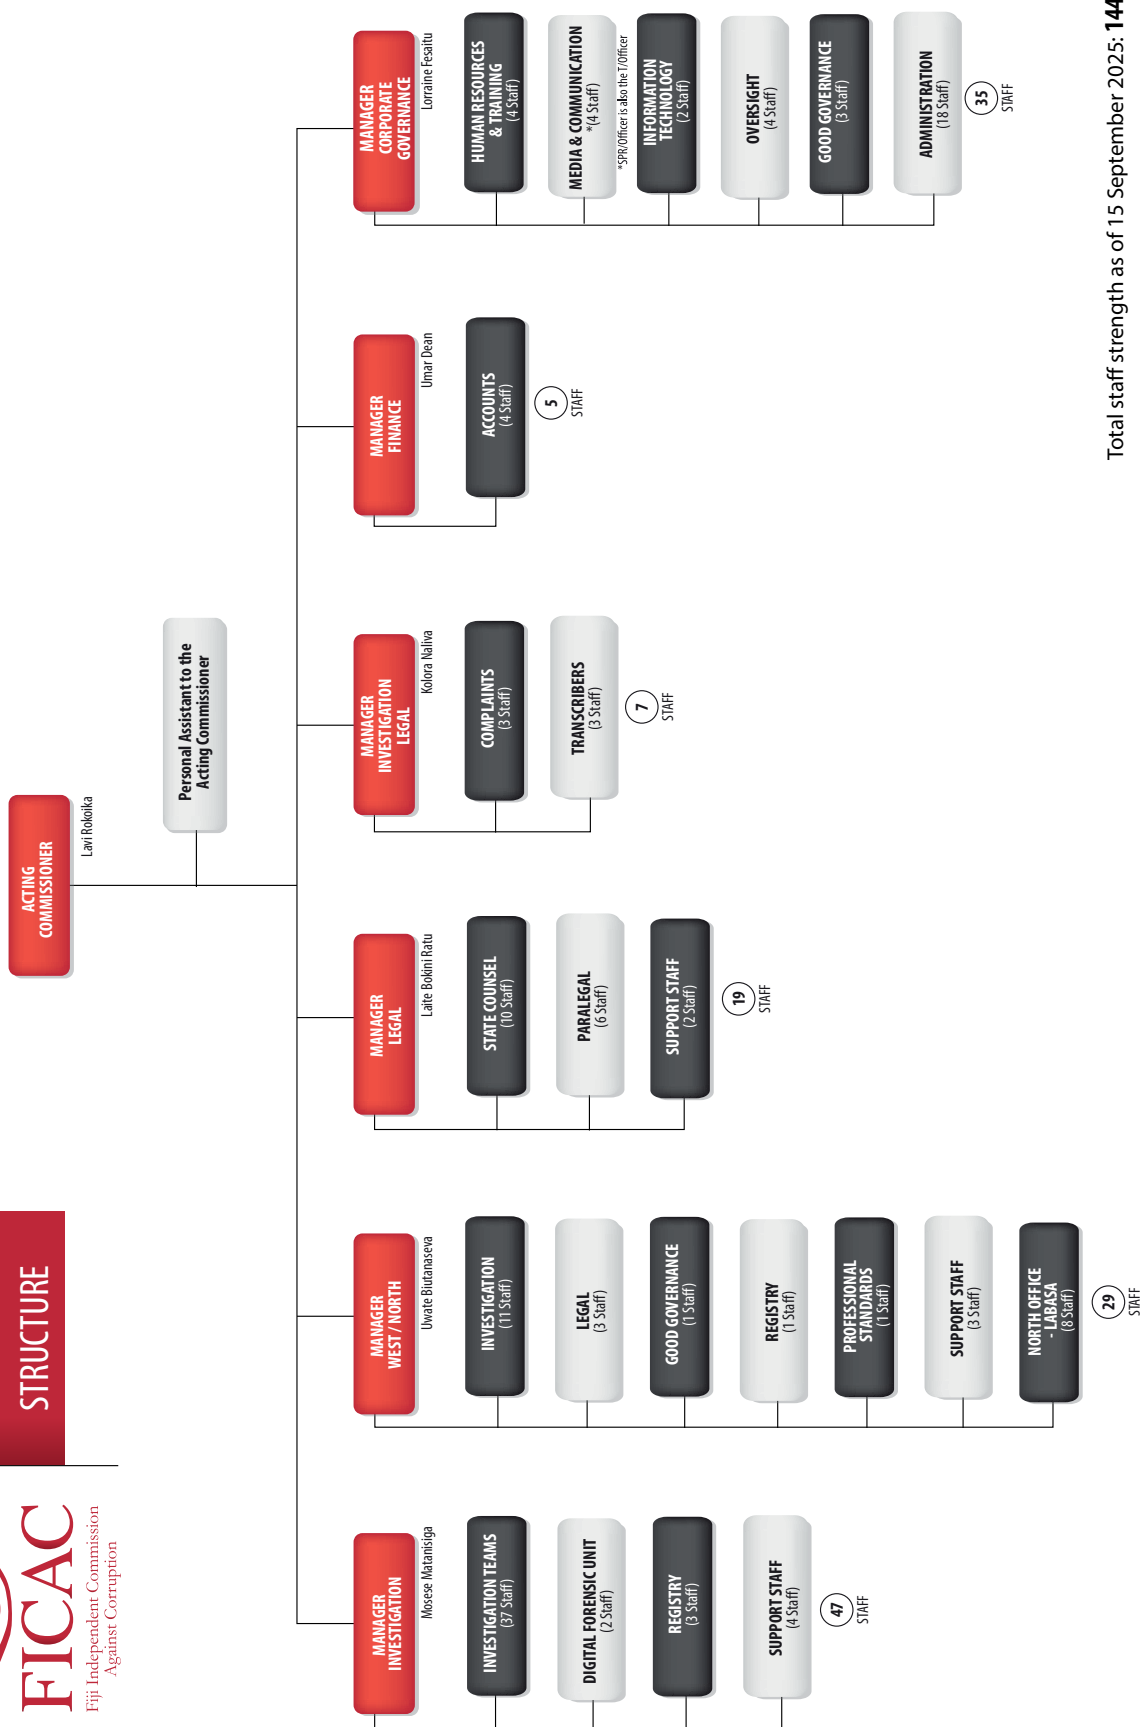 FICAC
Fiji Independent Commission
Against Corruption
STRUCTURE
ACTING
COMMISSIONER
Lavi Rokoika
Personal Assistant to the
Acting Commissioner
MANAGER
INVESTIGATION
Mosese Matanisiga
INVESTIGATION TEAMS
(37 Staff)
DIGITAL FORENSIC UNIT
(2 Staff)
REGISTRY
(3 Staff)
SUPPORT STAFF
(4 Staff)
47
STAFF
MANAGER
WEST / NORTH
Uwate Biutanaseva
INVESTIGATION
(11 Staff)
LEGAL
(3 Staff)
GOOD GOVERNANCE
(1 Staff)
REGISTRY
(1 Staff)
PROFESSIONAL
STANDARDS
(1 Staff)
SUPPORT STAFF
(3 Staff)
NORTH OFFICE
- LABASA
(8 Staff)
29
STAFF
MANAGER
LEGAL
Laite Bokini Ratu
STATE COUNSEL
(10 Staff)
PARALEGAL
(6 Staff)
SUPPORT STAFF
(2 Staff)
19
STAFF
MANAGER
INVESTIGATION
LEGAL
Kolora Naliva
COMPLAINTS
(3 Staff)
TRANSCRIBERS
(3 Staff)
7
STAFF
MANAGER
FINANCE
Umar Dean
ACCOUNTS
(4 Staff)
5
STAFF
MANAGER
CORPORATE
GOVERNANCE
Lorraine Fesaitu
HUMAN RESOURCES
& TRAINING
(4 Staff)
MEDIA & COMMUNICATION
*(4 Staff)
*SPR/Officer is also the T/Officer
INFORMATION
TECHNOLOGY
(2 Staff)
OVERSIGHT
(4 Staff)
GOOD GOVERNANCE
(3 Staff)
ADMINISTRATION
(18 Staff)
35
STAFF
Total staff strength as of 15 September 2025: 144